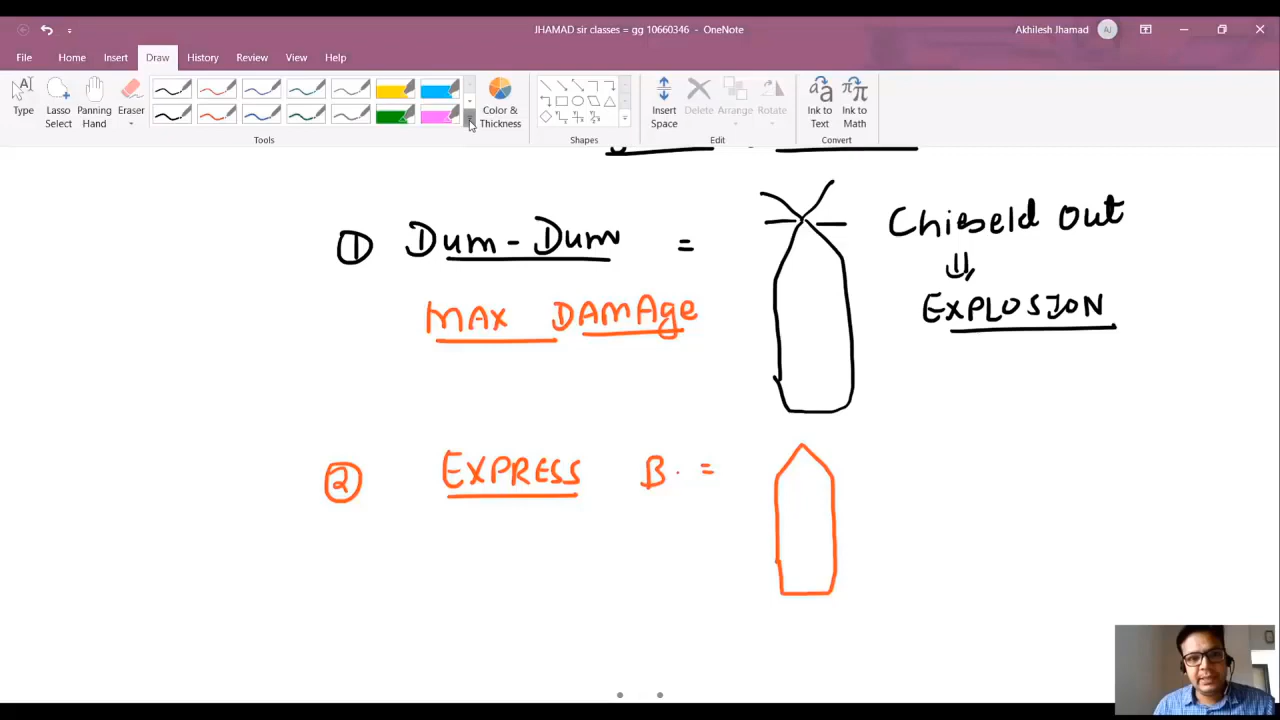 JHAMAD sir classes = gg 10660346 - OneNote
Akhilesh Jhamad AJ
File Home Insert Draw History Review View Help
Type
Lasso Select
Panning Hand
Eraser
Color & Thickness
Insert Space
Delete
Arrange
Rotate
Ink to Text
Ink to Math
Tools
Shapes
Edit
Convert
① Dum - Dum =
Chieseld Out
⇓
MAX DAMAge
EXPLOSION
② EXPRESS B. =